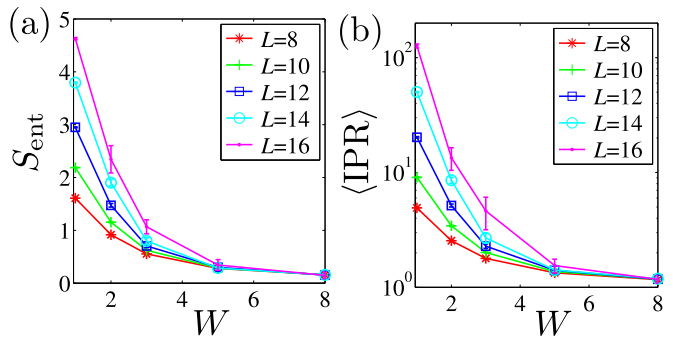 (a)
5
4
3
2
1
0
S_ent
2
4
6
8
W
L=8
L=10
L=12
L=14
L=16
(b)
10^2
10^1
10^0
⟨IPR⟩
2
4
6
8
W
L=8
L=10
L=12
L=14
L=16